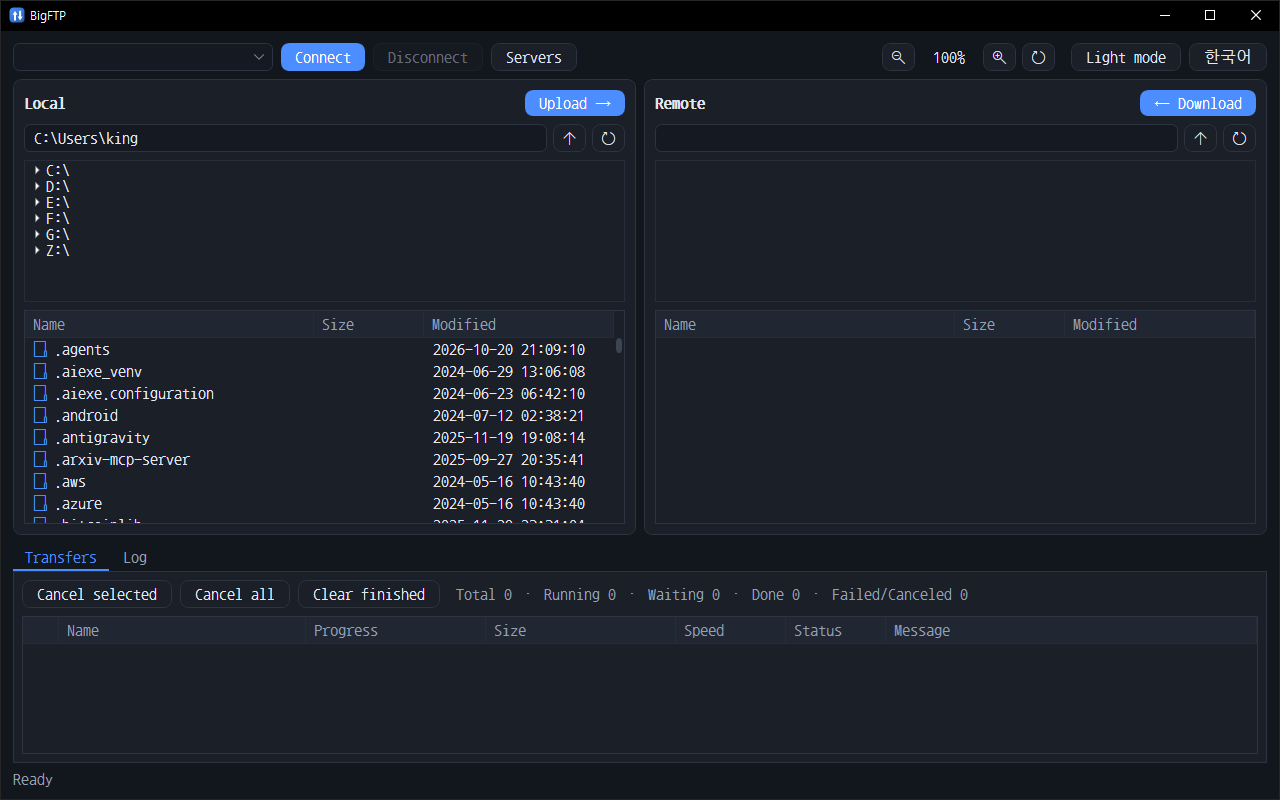 BigFTP
Connect Disconnect Servers 100% Light mode 한국어
Local Upload →
C:\Users\king
C:\
D:\
E:\
F:\
G:\
Z:\
Name Size Modified
.agents 2026-10-20 21:09:10
.aiexe_venv 2024-06-29 13:06:08
.aiexe.configuration 2024-06-23 06:42:10
.android 2024-07-12 02:38:21
.antigravity 2025-11-19 19:08:14
.arxiv-mcp-server 2025-09-27 20:35:41
.aws 2024-05-16 10:43:40
.azure 2024-05-16 10:43:40
Remote ← Download
Name Size Modified
Transfers Log
Cancel selected Cancel all Clear finished Total 0 · Running 0 · Waiting 0 · Done 0 · Failed/Canceled 0
Name Progress Size Speed Status Message
Ready